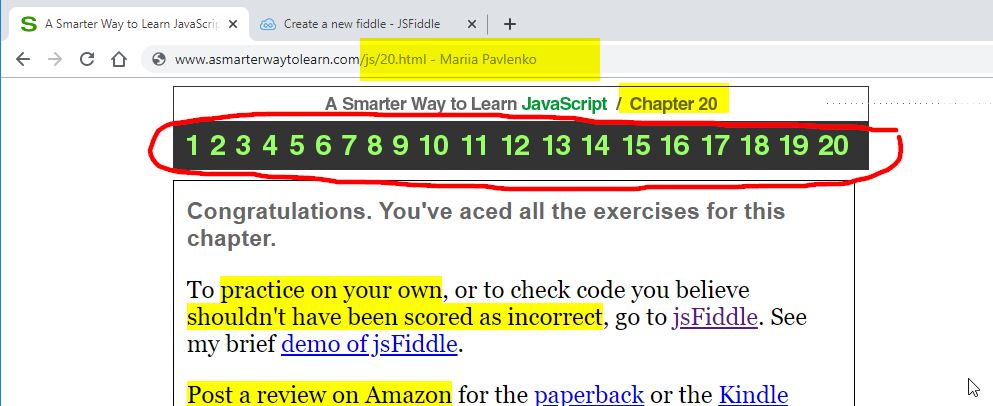 A Smarter Way to Learn JavaScri
Create a new fiddle - JSFiddle
www.asmarterwaytolearn.com/js/20.html - Mariia Pavlenko
A Smarter Way to Learn JavaScript / Chapter 20
1 2 3 4 5 6 7 8 9 10 11 12 13 14 15 16 17 18 19 20
Congratulations. You've aced all the exercises for this
chapter.
To practice on your own, or to check code you believe
shouldn't have been scored as incorrect, go to jsFiddle. See
my brief demo of jsFiddle.
Post a review on Amazon for the paperback or the Kindle